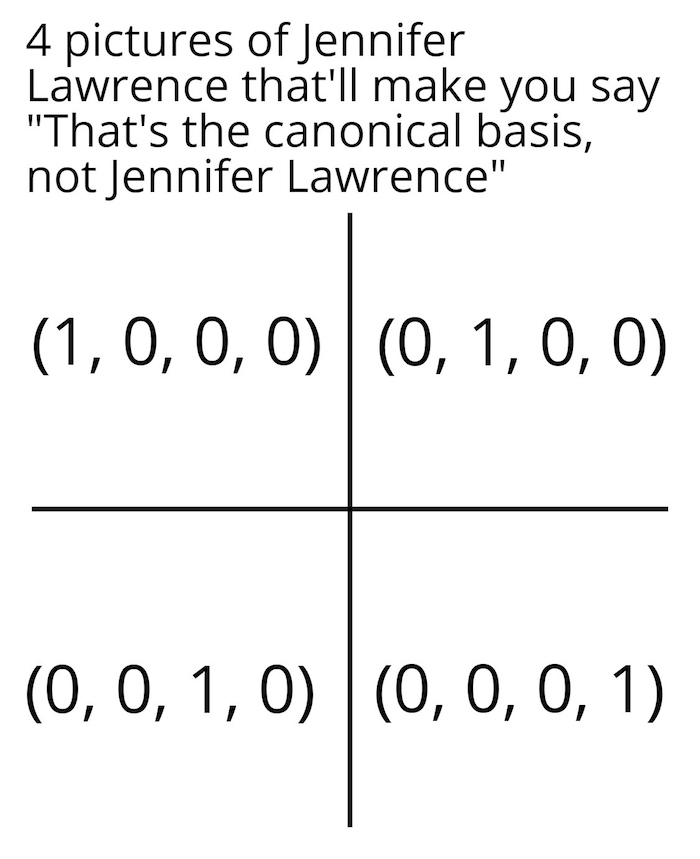 4 pictures of Jennifer
Lawrence that'll make you say
"That's the canonical basis,
not Jennifer Lawrence"
(1, 0, 0, 0)
(0, 1, 0, 0)
(0, 0, 1, 0)
(0, 0, 0, 1)